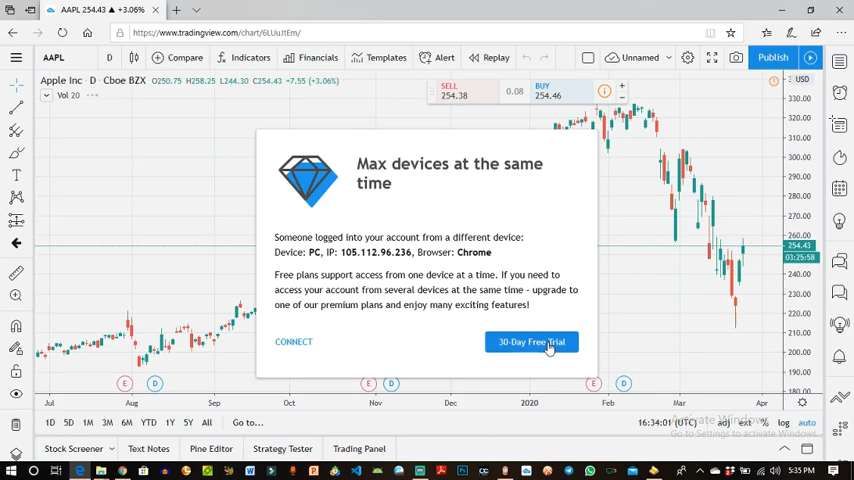 AAPL 254.43 ▲ +3.06%
https://www.tradingview.com/chart/6LUuJtEm/
AAPL D Compare Indicators Financials Templates Alert Replay Unnamed Publish
Apple Inc · D · Cboe BZX O250.75 H258.25 L244.30 C254.43 +7.55 (+3.06%)
Vol 20
SELL
254.38
0.08
BUY
254.46
USD
330.00
320.00
310.00
300.00
290.00
280.00
270.00
260.00
254.43
03:25:58
240.00
230.00
220.00
210.00
200.00
190.00
180.00
Max devices at the same
time
Someone logged into your account from a different device:
Device: PC, IP: 105.112.96.236, Browser: Chrome
Free plans support access from one device at a time. If you need to
access your account from several devices at the same time - upgrade to
one of our premium plans and enjoy many exciting features!
CONNECT 30-Day Free Trial
E D E D E D
Jul Aug Sep Oct Nov Dec 2020 Feb Mar Apr
1D 5D 1M 3M 6M YTD 1Y 5Y All Go to... 16:34:01 (UTC) adj ext % log auto
Activate Windows
Go to Settings to activate Windows.
Stock Screener Text Notes Pine Editor Strategy Tester Trading Panel
5:35 PM